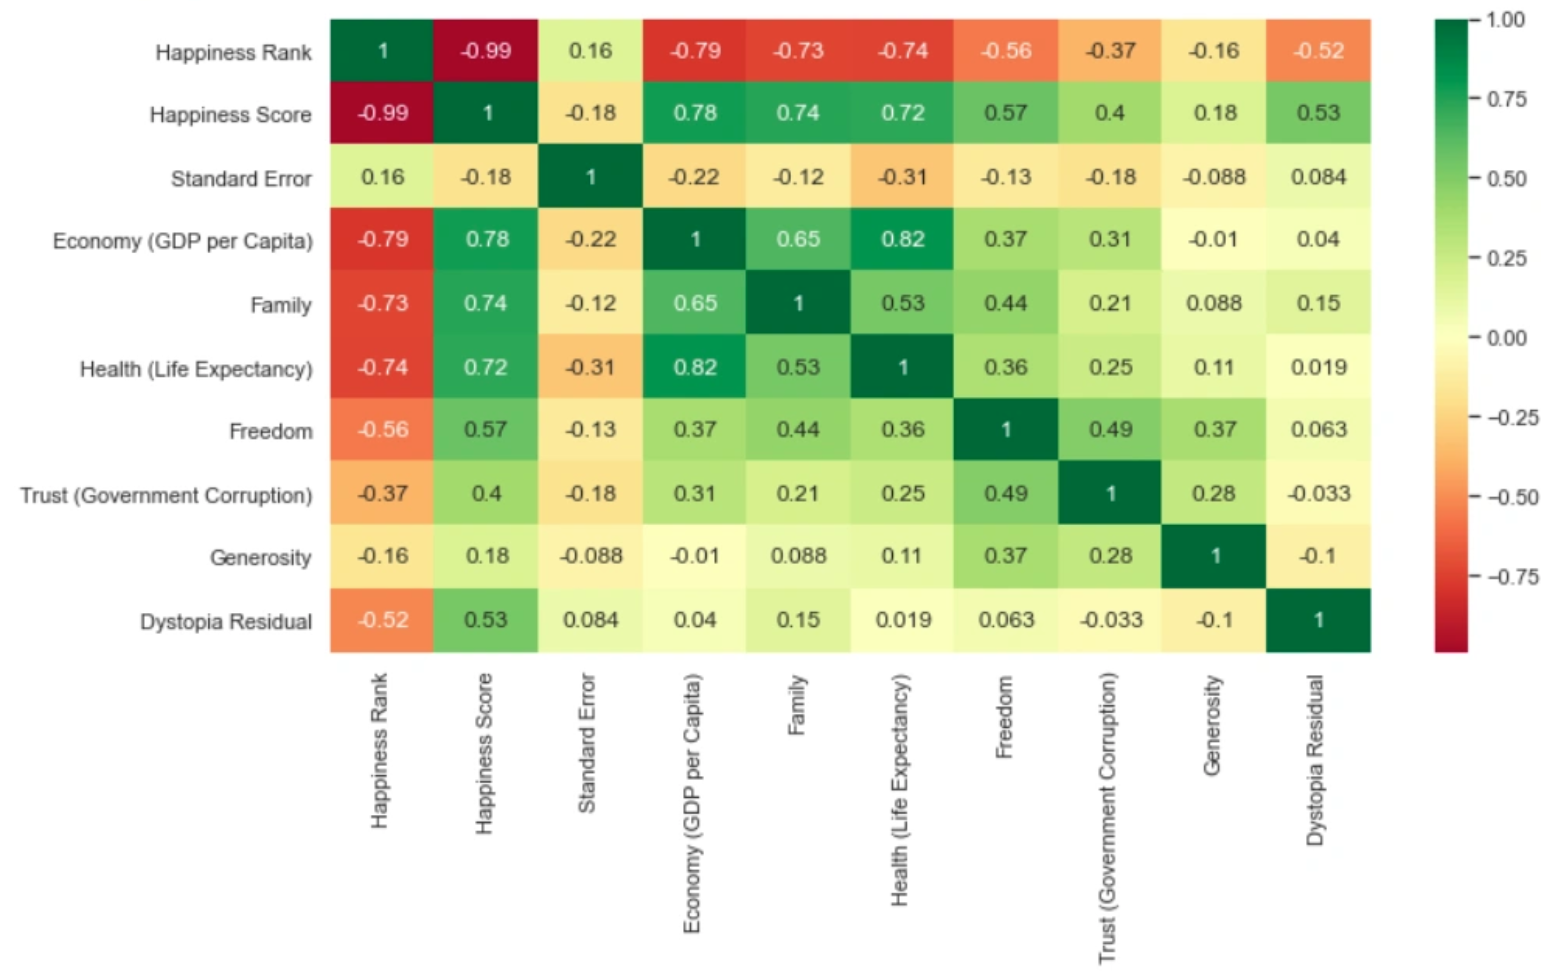 Happiness Rank 1 -0.99 0.16 -0.79 -0.73 -0.74 -0.56 -0.37 -0.16 -0.52
Happiness Score -0.99 1 -0.18 0.78 0.74 0.72 0.57 0.4 0.18 0.53
Standard Error 0.16 -0.18 1 -0.22 -0.12 -0.31 -0.13 -0.18 -0.088 0.084
Economy (GDP per Capita) -0.79 0.78 -0.22 1 0.65 0.82 0.37 0.31 -0.01 0.04
Family -0.73 0.74 -0.12 0.65 1 0.53 0.44 0.21 0.088 0.15
Health (Life Expectancy) -0.74 0.72 -0.31 0.82 0.53 1 0.36 0.25 0.11 0.019
Freedom -0.56 0.57 -0.13 0.37 0.44 0.36 1 0.49 0.37 0.063
Trust (Government Corruption) -0.37 0.4 -0.18 0.31 0.21 0.25 0.49 1 0.28 -0.033
Generosity -0.16 0.18 -0.088 -0.01 0.088 0.11 0.37 0.28 1 -0.1
Dystopia Residual -0.52 0.53 0.084 0.04 0.15 0.019 0.063 -0.033 -0.1 1
Happiness Rank
Happiness Score
Standard Error
Economy (GDP per Capita)
Family
Health (Life Expectancy)
Freedom
Trust (Government Corruption)
Generosity
Dystopia Residual
1.00
0.75
0.50
0.25
0.00
−0.25
−0.50
−0.75